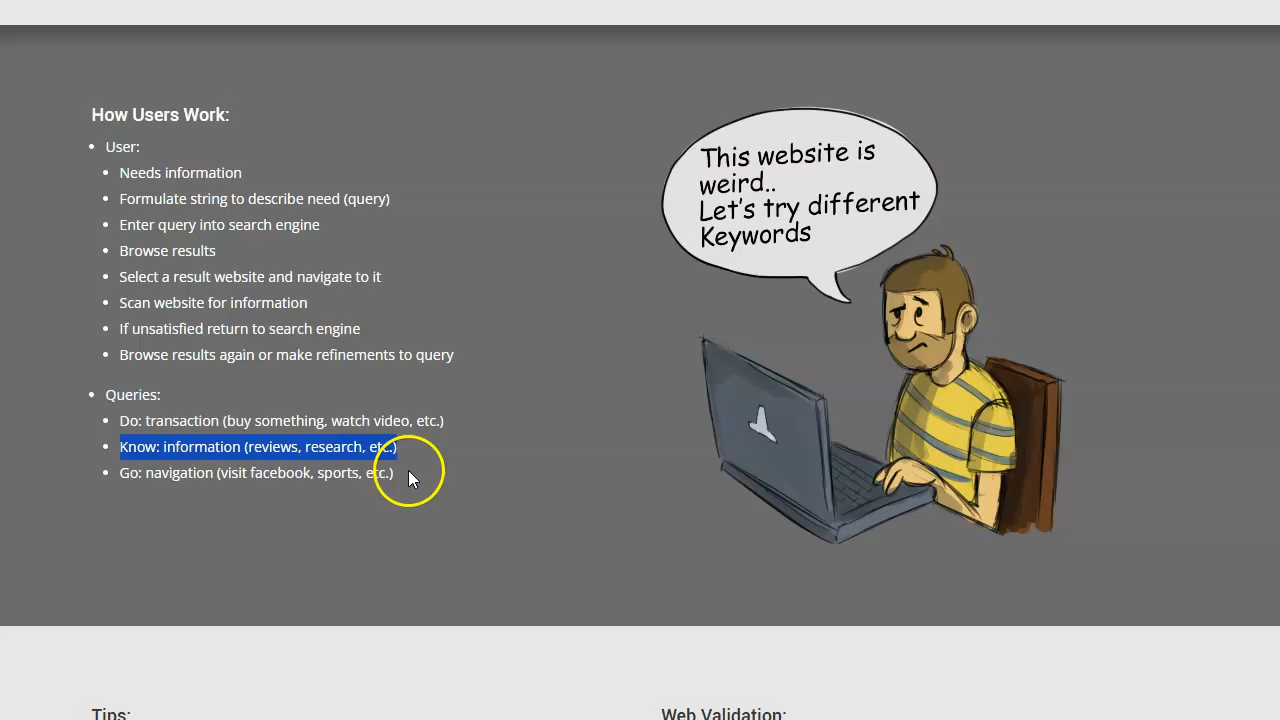 How Users Work:
User:
Needs information
Formulate string to describe need (query)
Enter query into search engine
Browse results
Select a result website and navigate to it
Scan website for information
If unsatisfied return to search engine
Browse results again or make refinements to query
Queries:
Do: transaction (buy something, watch video, etc.)
Know: information (reviews, research, etc.)
Go: navigation (visit facebook, sports, etc.)
This website is
weird..
Let's try different
Keywords
Tips:
Web Validation: